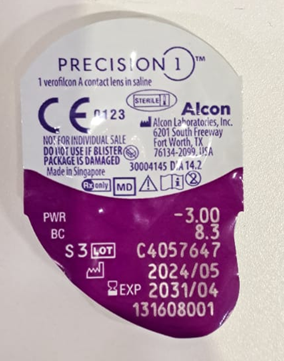 PRECISION 1™
1 verofilcon A contact lens in saline
STERILE
CE 0123 Alcon
Alcon Laboratories, Inc.
6201 South Freeway
Fort Worth, TX
76134-2099, USA
NOT FOR INDIVIDUAL SALE
DO NOT USE IF BLISTER
PACKAGE IS DAMAGED
30004145 DIA 14.2
Made in Singapore
Rx only MD
PWR -3.00
BC 8.3
S 3 LOT C4057647
2024/05
EXP 2031/04
131608001